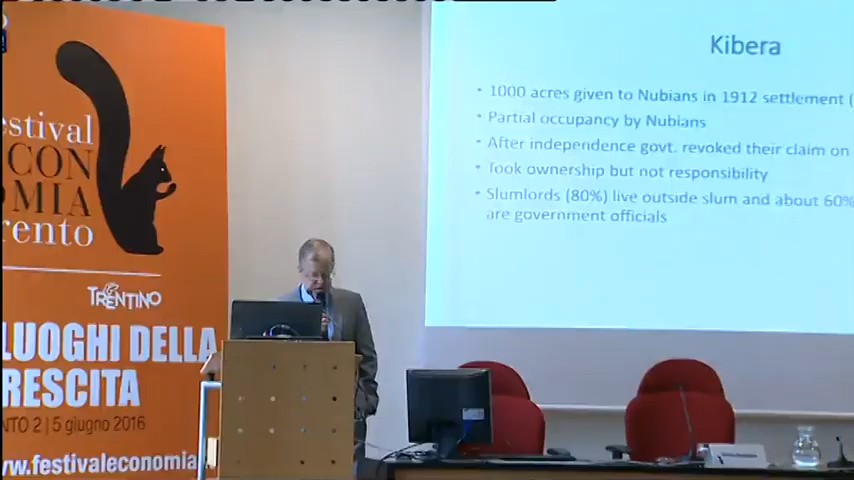 estival
CON
MIA
rento
TRENTINO
LUOGHI DELLA
RESCITA
NTO 2 | 5 giugno 2016
www.festivaleconomia
Kibera
• 1000 acres given to Nubians in 1912 settlement (
• Partial occupancy by Nubians
• After independence govt. revoked their claim on
• Took ownership but not responsibility
• Slumlords (80%) live outside slum and about 60%
are government officials